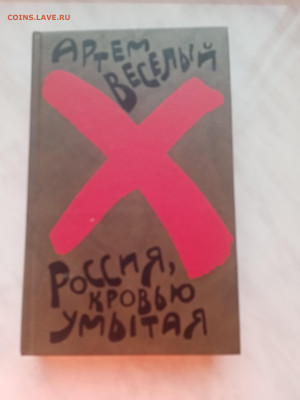 COINS.LAVE.RU
АРТЕМ
ВЕСЕЛЫЙ
РОССИЯ,
КРОВЬЮ
УМЫТАЯ